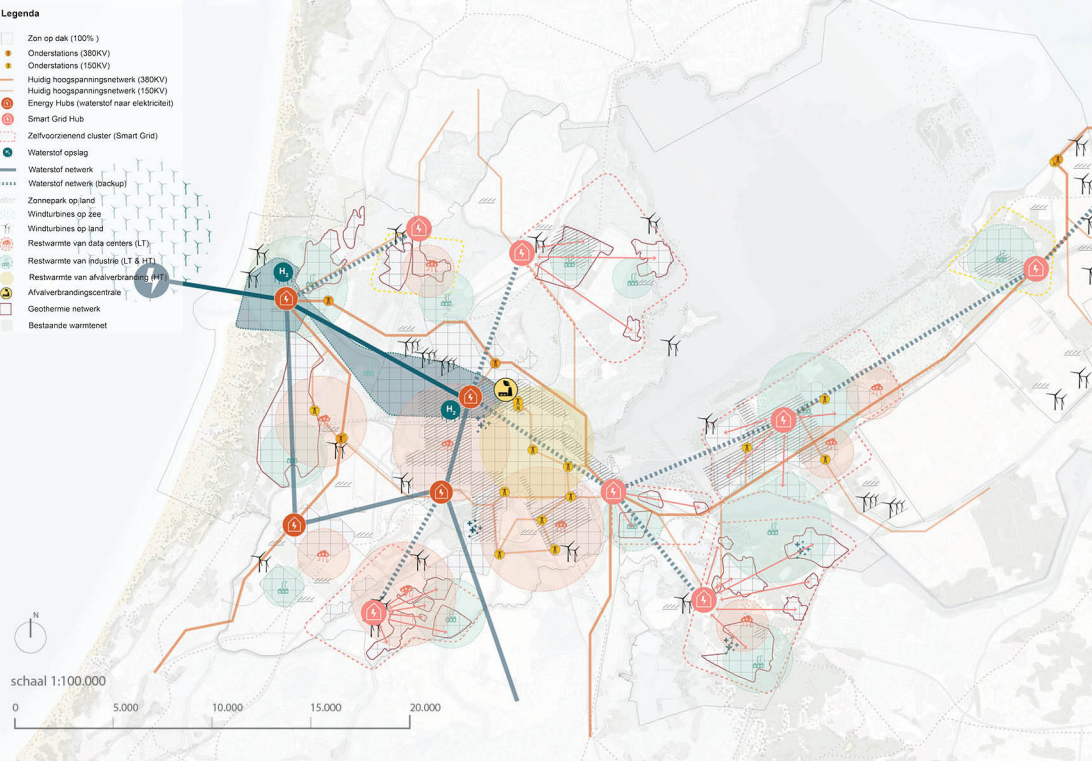 Legenda
Zon op dak (100% )
Onderstations (380KV)
Onderstations (150KV)
Huidig hoogspanningsnetwerk (380KV)
Huidig hoogspanningsnetwerk (150KV)
Energy Hubs (waterstof naar elektriciteit)
Smart Grid Hub
Zelfvoorzienend cluster (Smart Grid)
Waterstof opslag
Waterstof netwerk
Waterstof netwerk (backup)
Zonnepark op land
Windturbines op zee
Windturbines op land
Restwarmte van data centers (LT)
Restwarmte van industrie (LT & HT)
Restwarmte van afvalverbranding (HT)
Afvalverbrandingscentrale
Geothermie netwerk
Bestaande warmtenet
H₂
H₂
N
schaal 1:100.000
0 5.000 10.000 15.000 20.000